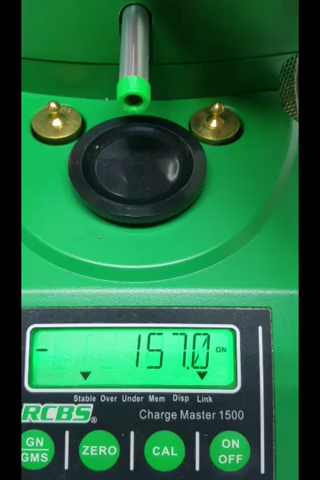 - 157.0 GN
Stable Over Under Mem Disp Link
RCBS® Charge Master 1500
GN GMS ZERO CAL ON OFF